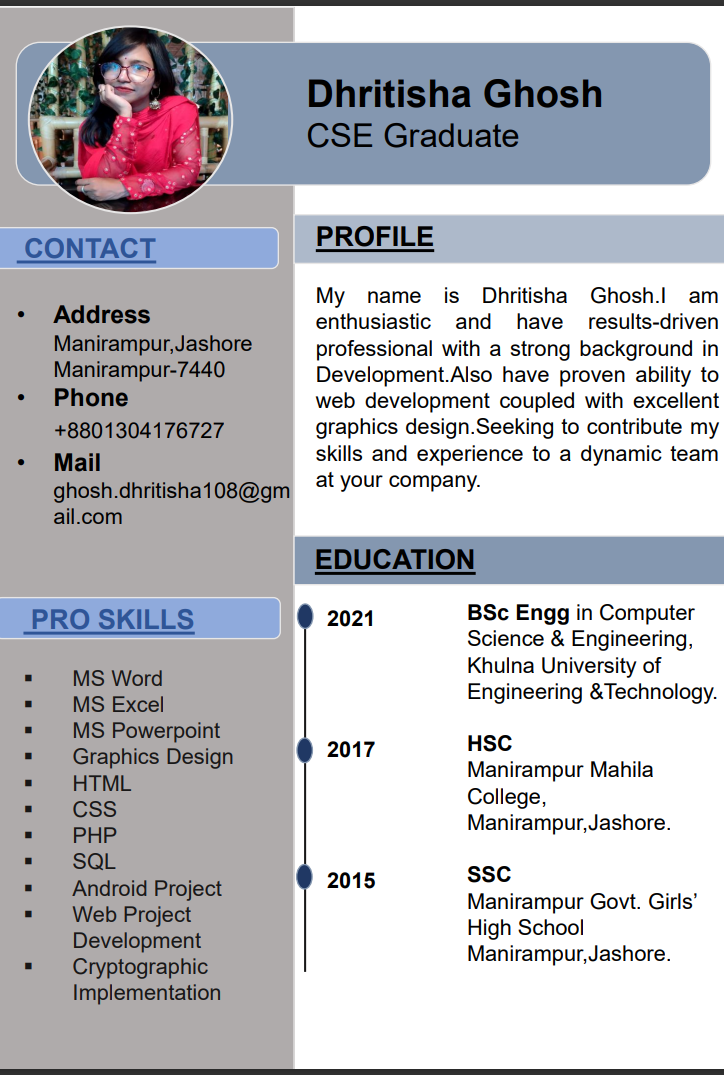 Dhritisha Ghosh
CSE Graduate
CONTACT
• Address
Manirampur,Jashore
Manirampur-7440
• Phone
+8801304176727
• Mail
ghosh.dhritisha108@gm
ail.com
PRO SKILLS
▪ MS Word
▪ MS Excel
▪ MS Powerpoint
▪ Graphics Design
▪ HTML
▪ CSS
▪ PHP
▪ SQL
▪ Android Project
▪ Web Project
Development
▪ Cryptographic
Implementation
PROFILE
My name is Dhritisha Ghosh.I am
enthusiastic and have results-driven
professional with a strong background in
Development.Also have proven ability to
web development coupled with excellent
graphics design.Seeking to contribute my
skills and experience to a dynamic team
at your company.
EDUCATION
2021
BSc Engg in Computer
Science & Engineering,
Khulna University of
Engineering &Technology.
2017
HSC
Manirampur Mahila
College,
Manirampur,Jashore.
2015
SSC
Manirampur Govt. Girls’
High School
Manirampur,Jashore.